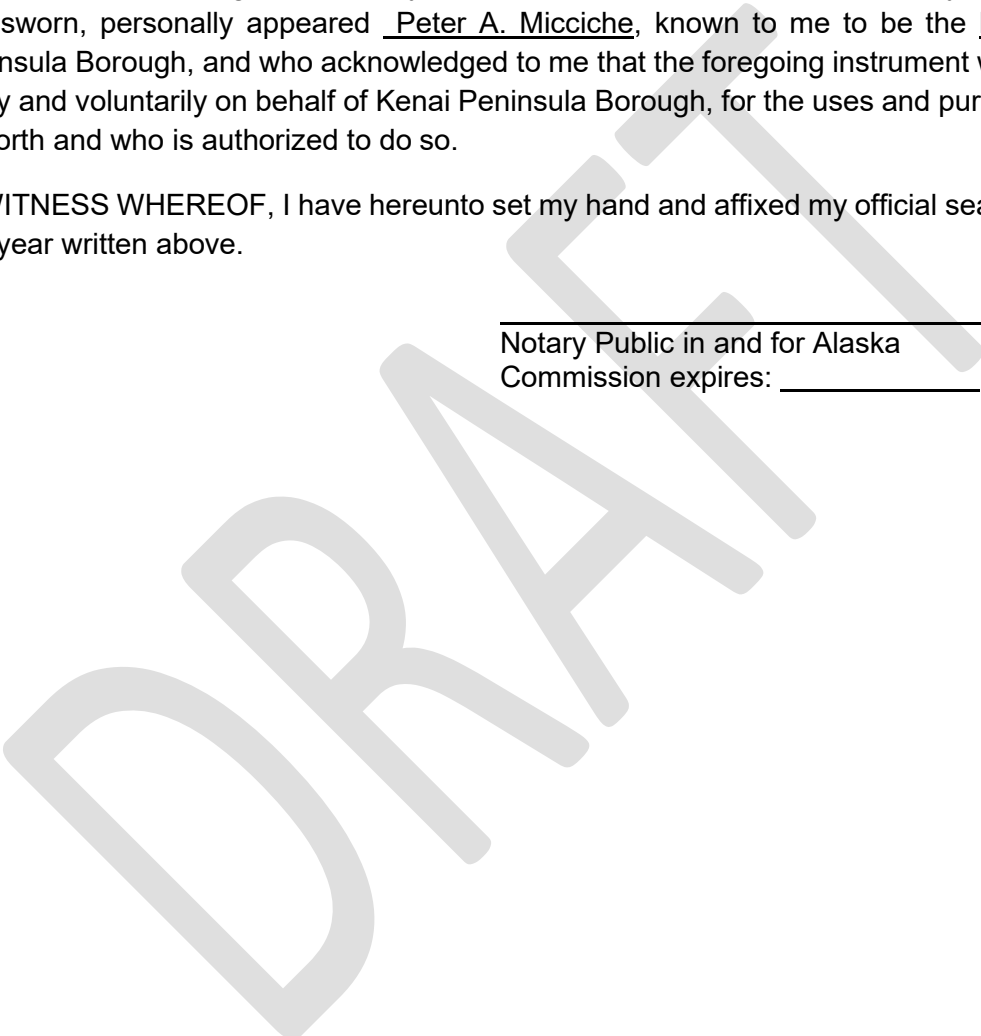 sworn, personally appeared Peter A. Micciche, known to me to be the
nsula Borough, and who acknowledged to me that the foregoing instrument
y and voluntarily on behalf of Kenai Peninsula Borough, for the uses and pur
orth and who is authorized to do so.
WITNESS WHEREOF, I have hereunto set my hand and affixed my official sea
year written above.
Notary Public in and for Alaska
Commission expires:
DRAFT